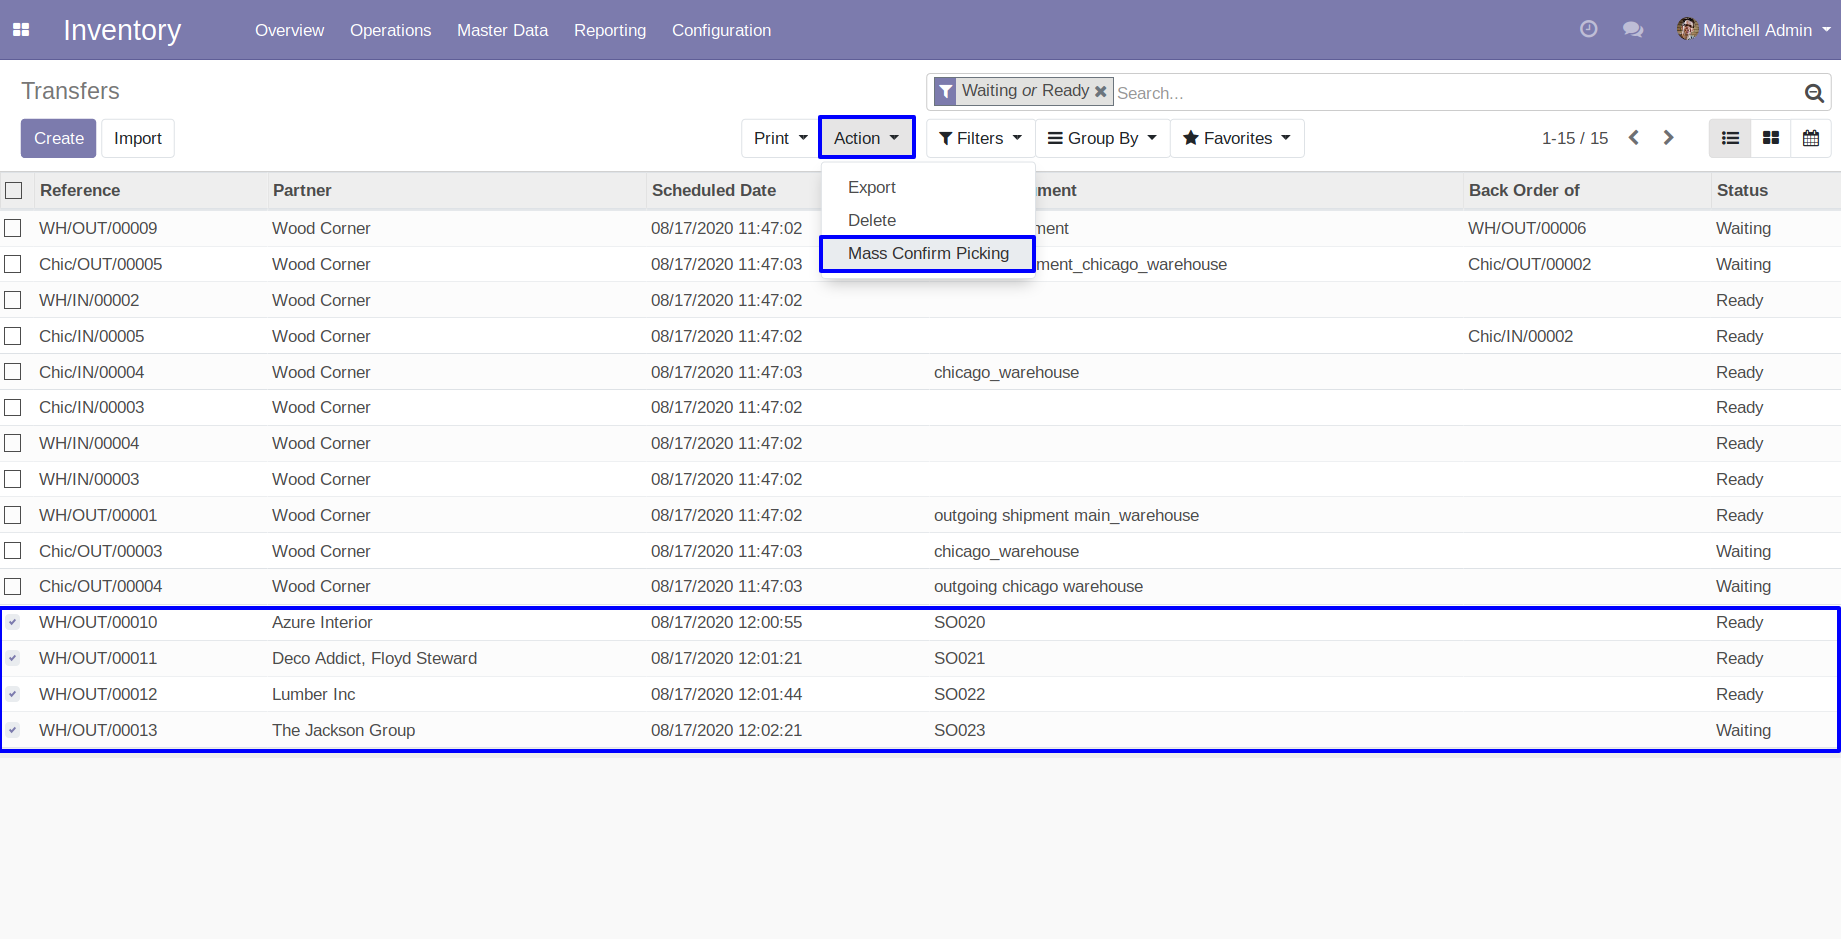 Inventory Overview Operations Master Data Reporting Configuration Mitchell Admin
Transfers Waiting or Ready Search...
Create Import Print Action Filters Group By Favorites 1-15 / 15
Export
Delete
Mass Confirm Picking
Reference Partner Scheduled Date ument Back Order of Status
WH/OUT/00009 Wood Corner 08/17/2020 11:47:02 ment WH/OUT/00006 Waiting
Chic/OUT/00005 Wood Corner 08/17/2020 11:47:03 ment_chicago_warehouse Chic/OUT/00002 Waiting
WH/IN/00002 Wood Corner 08/17/2020 11:47:02 Ready
Chic/IN/00005 Wood Corner 08/17/2020 11:47:02 Chic/IN/00002 Ready
Chic/IN/00004 Wood Corner 08/17/2020 11:47:03 chicago_warehouse Ready
Chic/IN/00003 Wood Corner 08/17/2020 11:47:02 Ready
WH/IN/00004 Wood Corner 08/17/2020 11:47:02 Ready
WH/IN/00003 Wood Corner 08/17/2020 11:47:02 Ready
WH/OUT/00001 Wood Corner 08/17/2020 11:47:02 outgoing shipment main_warehouse Ready
Chic/OUT/00003 Wood Corner 08/17/2020 11:47:03 chicago_warehouse Waiting
Chic/OUT/00004 Wood Corner 08/17/2020 11:47:03 outgoing chicago warehouse Waiting
WH/OUT/00010 Azure Interior 08/17/2020 12:00:55 SO020 Ready
WH/OUT/00011 Deco Addict, Floyd Steward 08/17/2020 12:01:21 SO021 Ready
WH/OUT/00012 Lumber Inc 08/17/2020 12:01:44 SO022 Ready
WH/OUT/00013 The Jackson Group 08/17/2020 12:02:21 SO023 Waiting